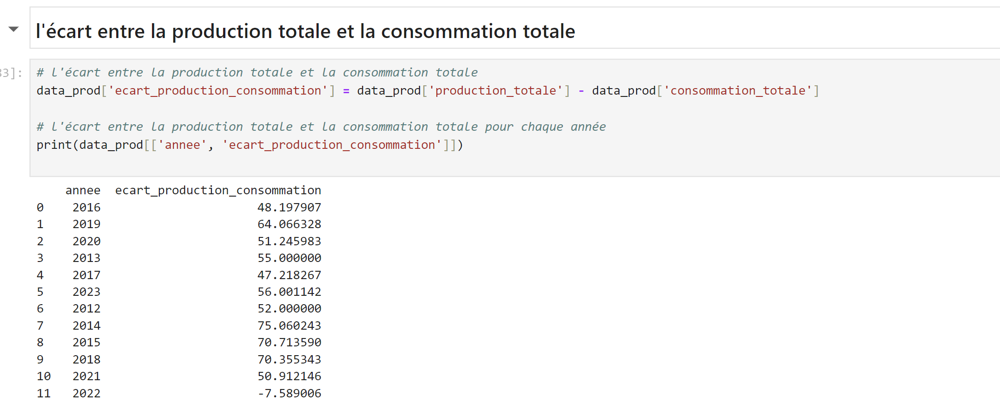 l'écart entre la production totale et la consommation totale
33]:
# l'écart entre la production totale et la consommation totale
data_prod['ecart_production_consommation'] = data_prod['production_totale'] - data_prod['consommation_totale']
# l'écart entre la production totale et la consommation totale pour chaque année
print(data_prod[['annee', 'ecart_production_consommation']])
annee ecart_production_consommation
0 2016 48.197907
1 2019 64.066328
2 2020 51.245983
3 2013 55.000000
4 2017 47.218267
5 2023 56.001142
6 2012 52.000000
7 2014 75.060243
8 2015 70.713590
9 2018 70.355343
10 2021 50.912146
11 2022 -7.589006